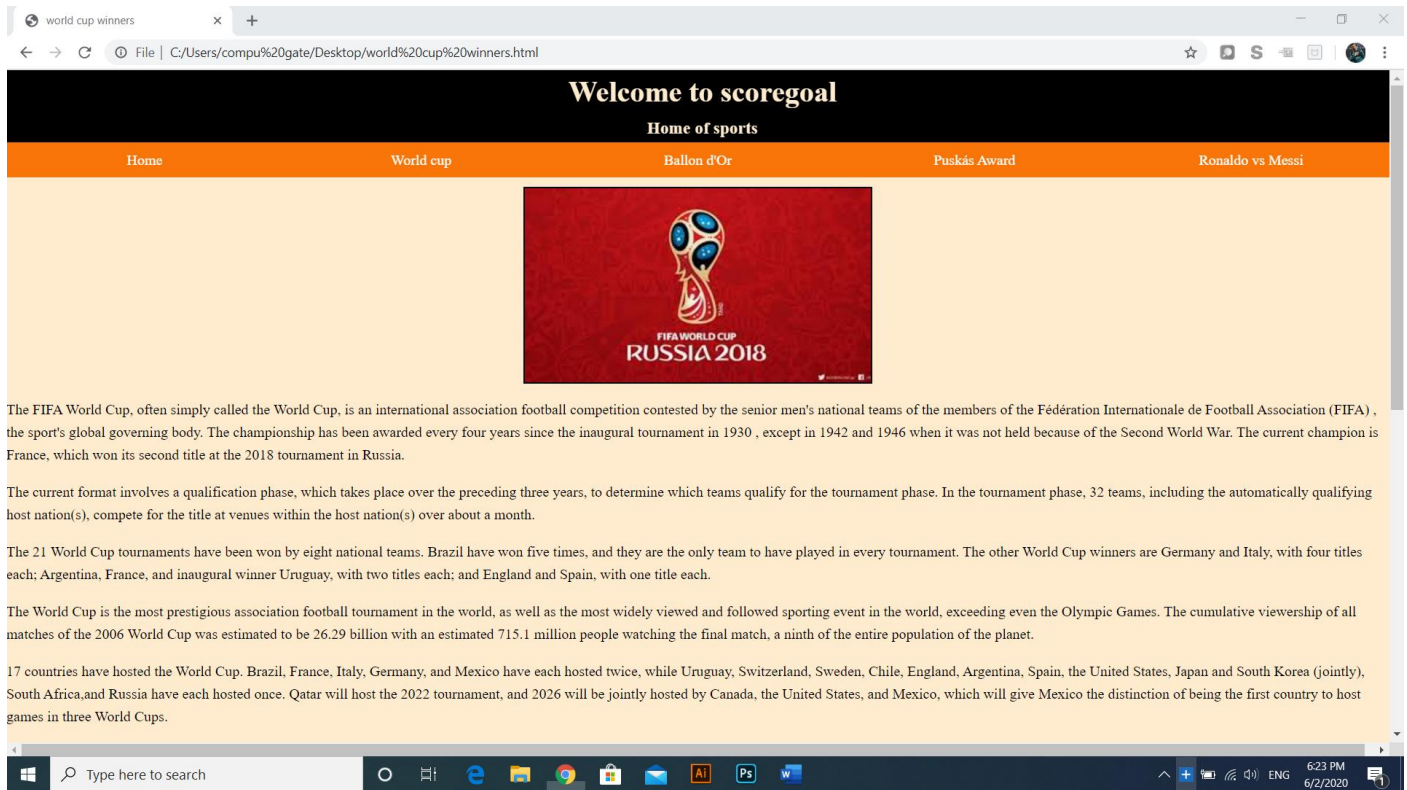 world cup winners
File | C:/Users/compu%20gate/Desktop/world%20cup%20winners.html
S
Welcome to scoregoal
Home of sports
Home World cup Ballon d'Or Puskás Award Ronaldo vs Messi
FIFA WORLD CUP
RUSSIA 2018
The FIFA World Cup, often simply called the World Cup, is an international association football competition contested by the senior men's national teams of the members of the Fédération Internationale de Football Association (FIFA) ,
the sport's global governing body. The championship has been awarded every four years since the inaugural tournament in 1930 , except in 1942 and 1946 when it was not held because of the Second World War. The current champion is
France, which won its second title at the 2018 tournament in Russia.
The current format involves a qualification phase, which takes place over the preceding three years, to determine which teams qualify for the tournament phase. In the tournament phase, 32 teams, including the automatically qualifying
host nation(s), compete for the title at venues within the host nation(s) over about a month.
The 21 World Cup tournaments have been won by eight national teams. Brazil have won five times, and they are the only team to have played in every tournament. The other World Cup winners are Germany and Italy, with four titles
each; Argentina, France, and inaugural winner Uruguay, with two titles each; and England and Spain, with one title each.
The World Cup is the most prestigious association football tournament in the world, as well as the most widely viewed and followed sporting event in the world, exceeding even the Olympic Games. The cumulative viewership of all
matches of the 2006 World Cup was estimated to be 26.29 billion with an estimated 715.1 million people watching the final match, a ninth of the entire population of the planet.
17 countries have hosted the World Cup. Brazil, France, Italy, Germany, and Mexico have each hosted twice, while Uruguay, Switzerland, Sweden, Chile, England, Argentina, Spain, the United States, Japan and South Korea (jointly),
South Africa,and Russia have each hosted once. Qatar will host the 2022 tournament, and 2026 will be jointly hosted by Canada, the United States, and Mexico, which will give Mexico the distinction of being the first country to host
games in three World Cups.
Type here to search
Ai
Ps
W
ENG
6:23 PM
6/2/2020
1